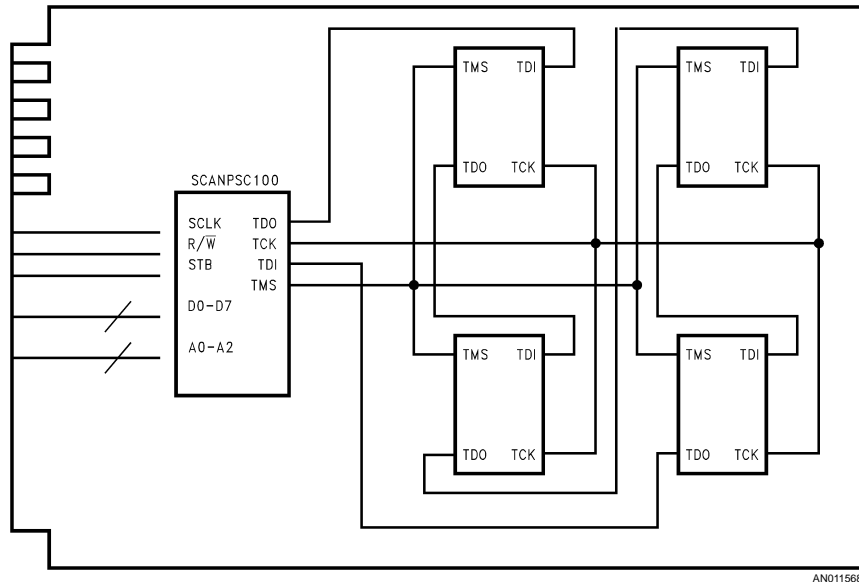 SCANPSC100
SCLK TDO
R/W̅ TCK
STB TDI
TMS
D0-D7
A0-A2
TMS TDI
TDO TCK
TMS TDI
TDO TCK
TMS TDI
TDO TCK
TMS TDI
TDO TCK
AN011568